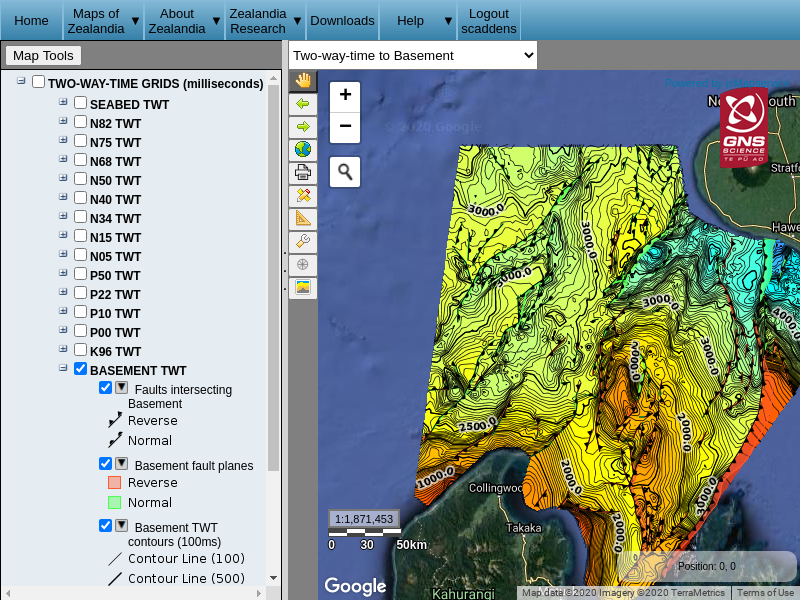 Home
Maps of
Zealandia ▼
About
Zealandia ▼
Zealandia
Research ▼
Downloads
Help ▼
Logout
scaddens
Map Tools
Two-way-time to Basement
TWO-WAY-TIME GRIDS (milliseconds)
SEABED TWT
N82 TWT
N75 TWT
N68 TWT
N50 TWT
N40 TWT
N34 TWT
N15 TWT
N05 TWT
P50 TWT
P22 TWT
P10 TWT
P00 TWT
K96 TWT
BASEMENT TWT
Faults intersecting
Basement
Reverse
Normal
Basement fault planes
Reverse
Normal
Basement TWT
contours (100ms)
Contour Line (100)
Contour Line (500)
+
−
©2020 Google
Powered by
GNS
SCIENCE
TE PŪ AO
Stratfo
Hawe
3000.0
3000.0
3000.0
3000.0
4000.0
2000.0
3000.0
2500.0
2000.0
1000.0
2000.0
3000.0
2000.0
Collingwoo
Takaka
Kahurangi
1:1,871,453
0 30 50km
Position: 0, 0
Google
Map data ©2020 Imagery ©2020 TerraMetrics
Terms of Use